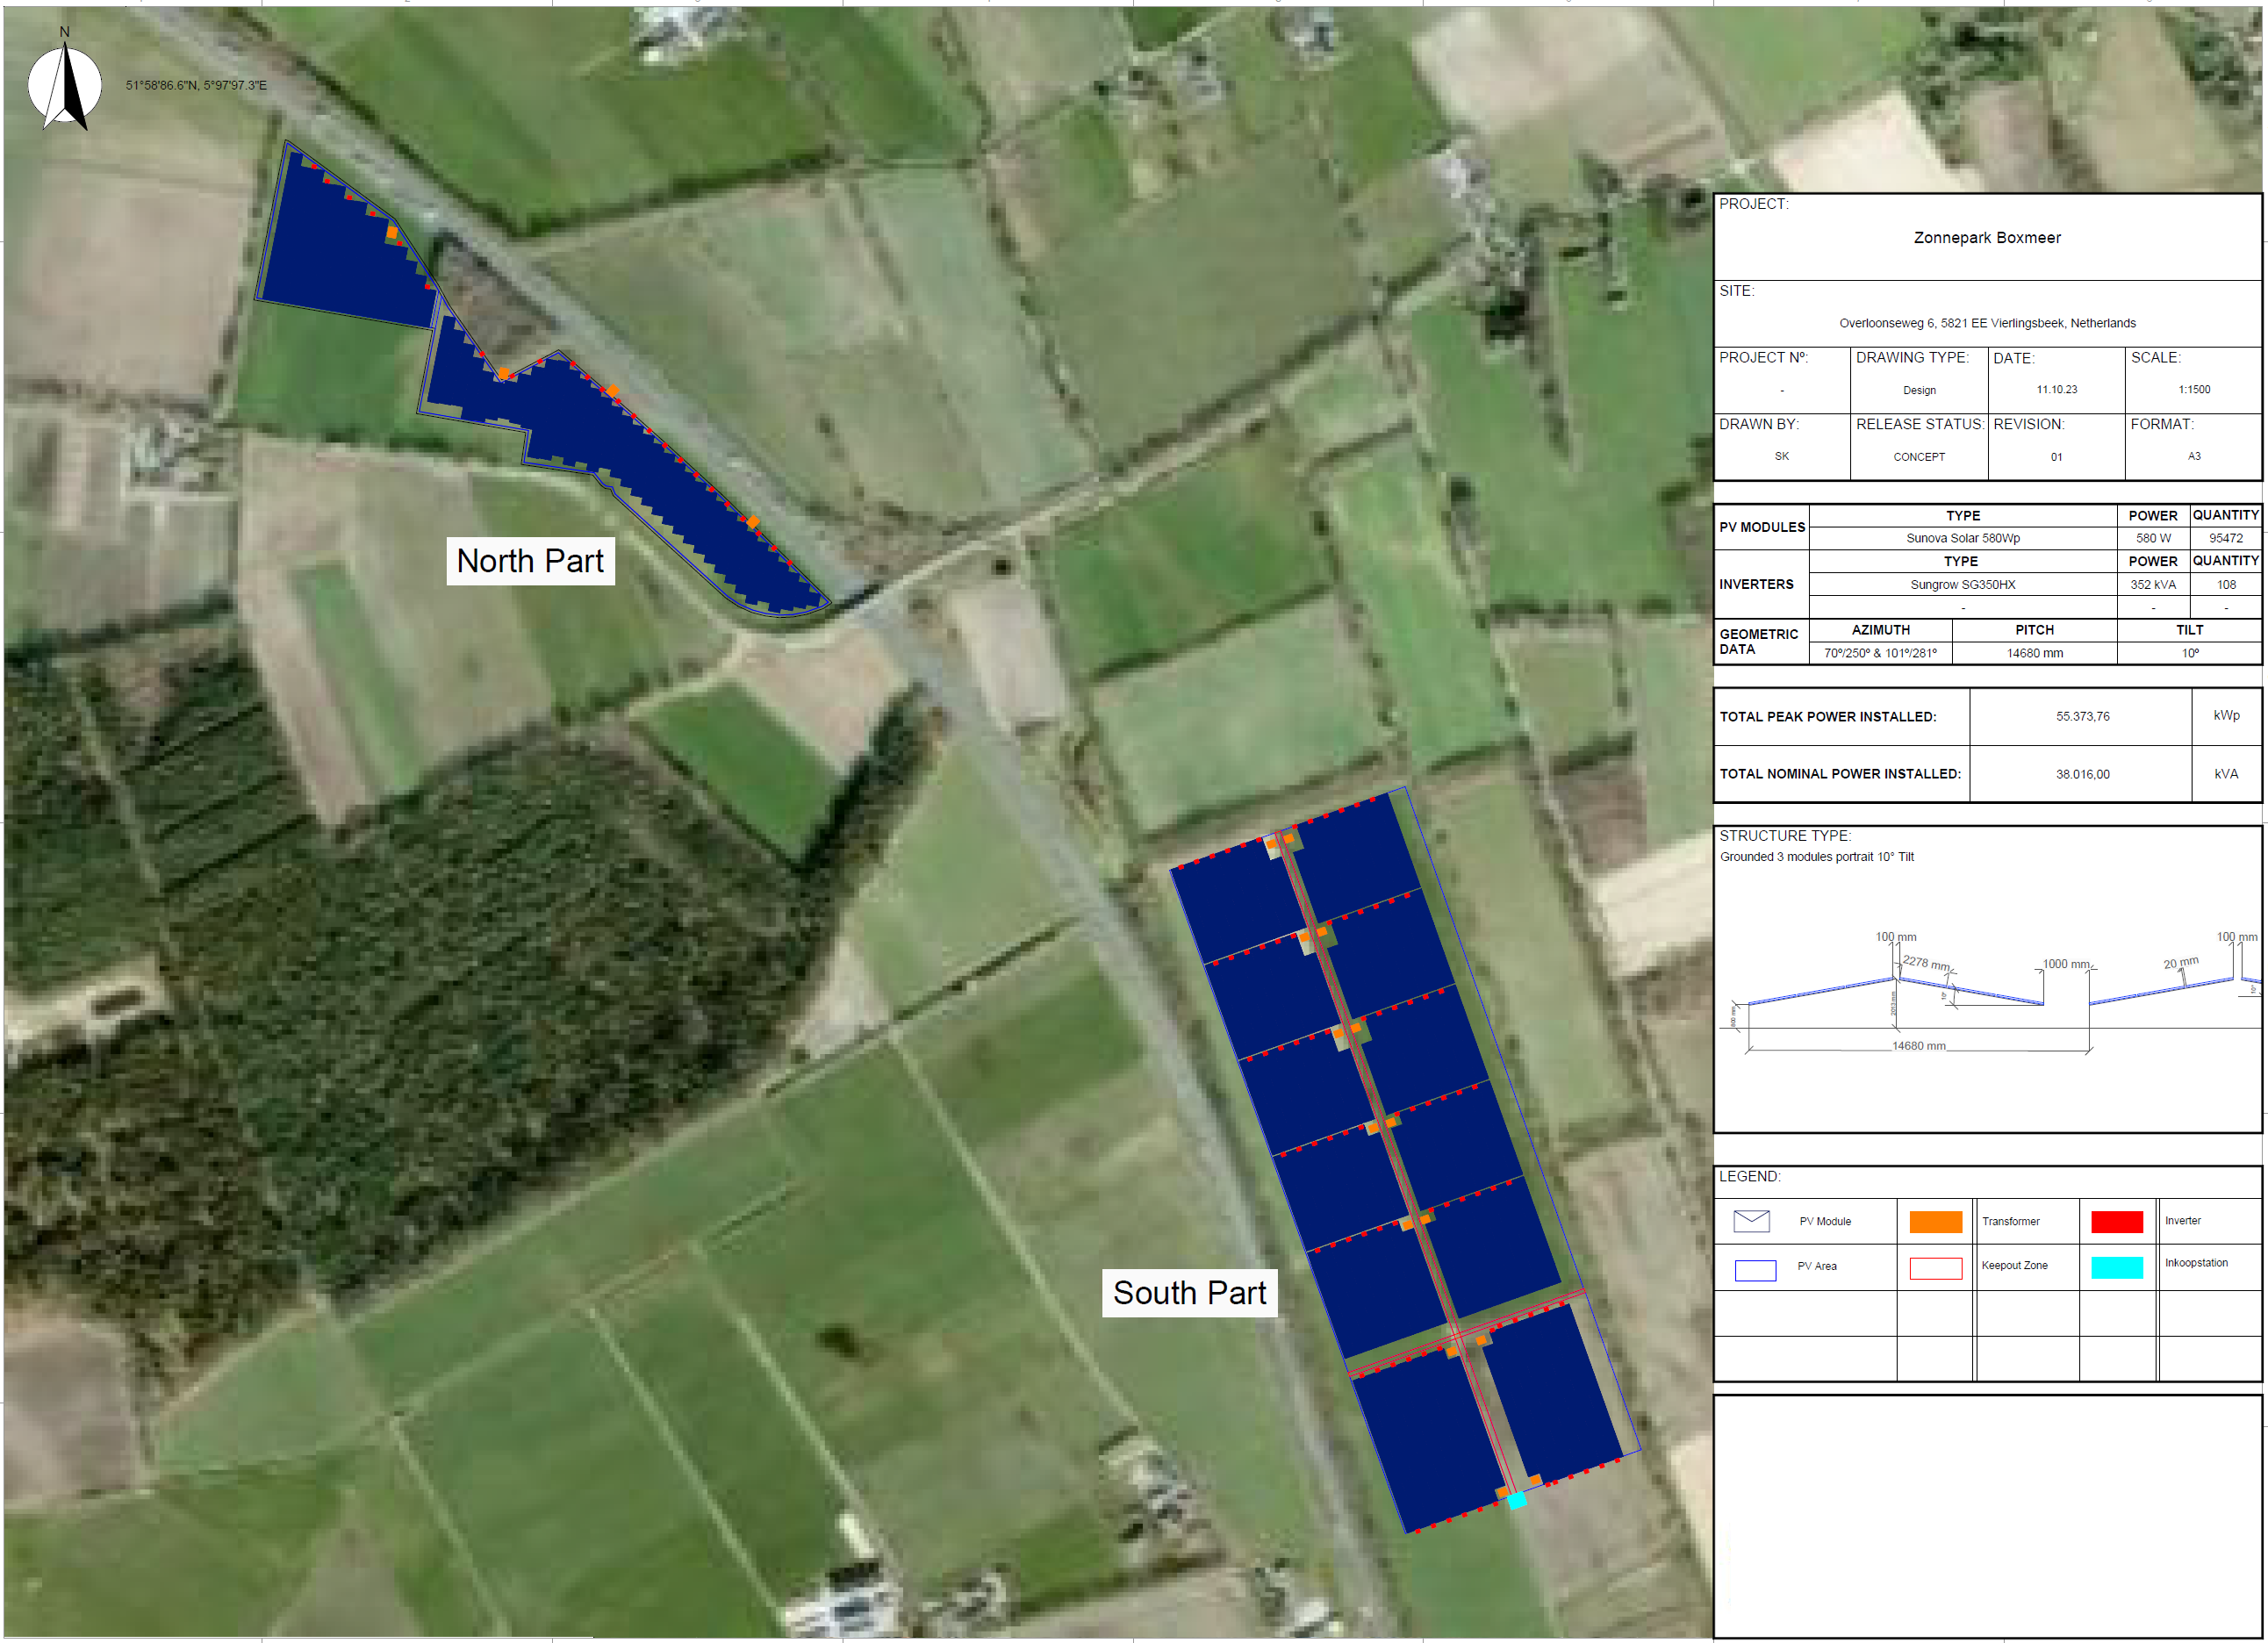 N
51°58'86.6"N, 5°97'97.3"E
North Part
South Part
PROJECT:
Zonnepark Boxmeer
SITE:
Overloonseweg 6, 5821 EE Vierlingsbeek, Netherlands
PROJECT Nº: DRAWING TYPE: DATE: SCALE:
- Design 11.10.23 1:1500
DRAWN BY: RELEASE STATUS: REVISION: FORMAT:
SK CONCEPT 01 A3
PV MODULES TYPE POWER QUANTITY
Sunova Solar 580Wp 580 W 95472
INVERTERS TYPE POWER QUANTITY
Sungrow SG350HX 352 kVA 108
- - -
GEOMETRIC DATA AZIMUTH PITCH TILT
70º/250º & 101º/281º 14680 mm 10º
TOTAL PEAK POWER INSTALLED: 55.373,76 kWp
TOTAL NOMINAL POWER INSTALLED: 38.016,00 kVA
STRUCTURE TYPE:
Grounded 3 modules portrait 10° Tilt
100 mm 100 mm
2278 mm 1000 mm 20 mm
10° 10°
14680 mm
LEGEND:
PV Module Transformer Inverter
PV Area Keepout Zone Inkoopstation